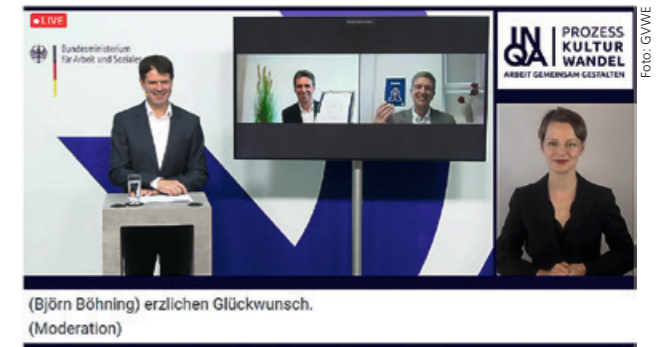 LIVE
Bundesministerium
für Arbeit und Soziales
INQA
PROZESS
KULTUR
WANDEL
ARBEIT GEMEINSAM GESTALTEN
Foto: GVWE
(Björn Böhning) erzlichen Glückwunsch.
(Moderation)